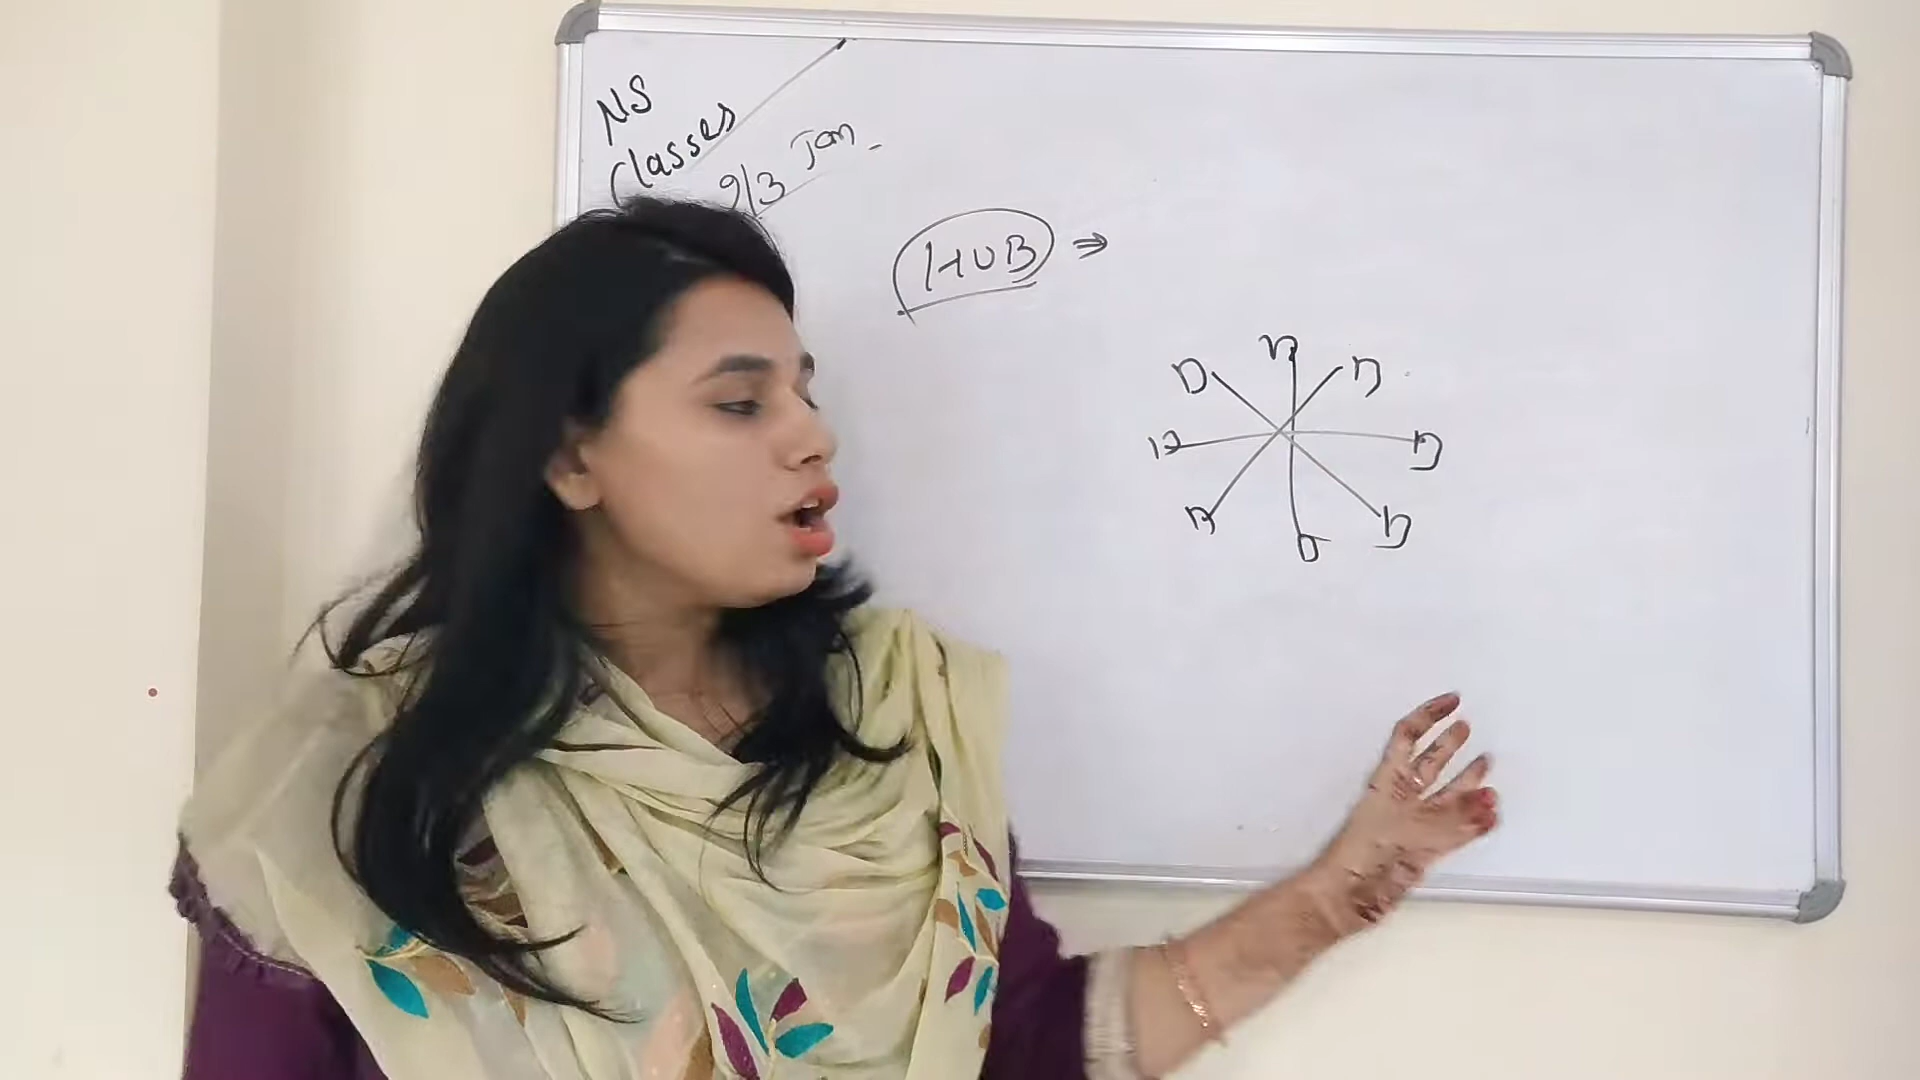 NS
Classes
9/3 Jan -
HUB ⇒
D D D
D D
D D D